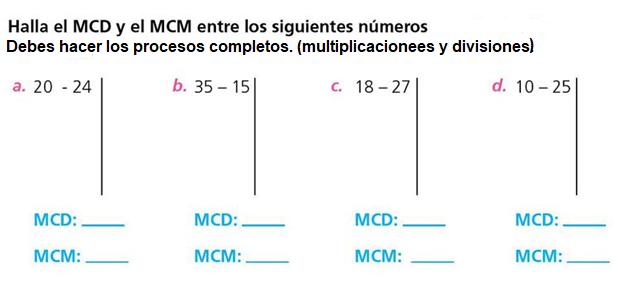 Halla el MCD y el MCM entre los siguientes números
Debes hacer los procesos completos. (multiplicacionees y divisiones)
a. 20 - 24 b. 35 – 15 c. 18 – 27 d. 10 – 25
MCD: _____ MCD: _____ MCD: _____ MCD: _____
MCM: _____ MCM: _____ MCM: _____ MCM: _____